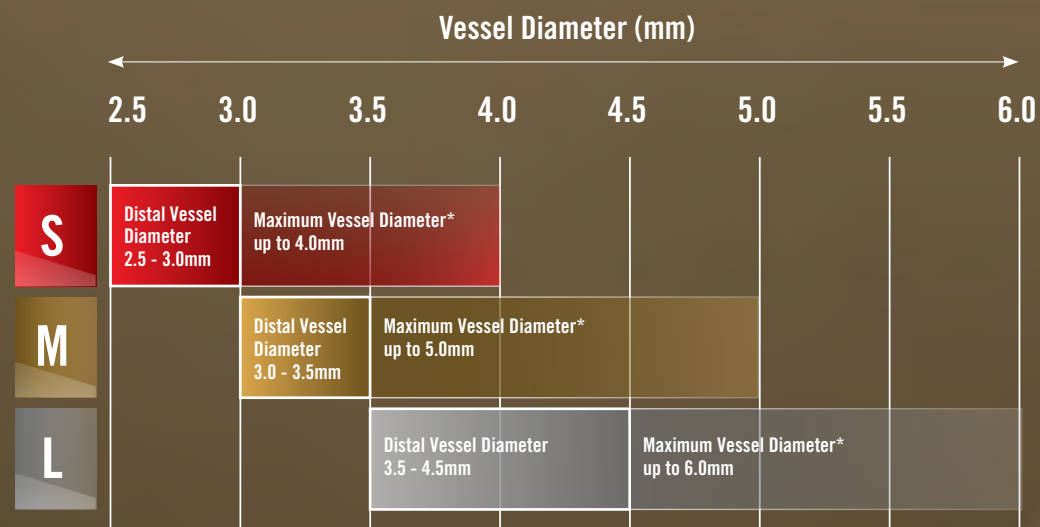 Vessel Diameter (mm)
2.5 3.0 3.5 4.0 4.5 5.0 5.5 6.0
S
Distal Vessel
Diameter
2.5 - 3.0mm
Maximum Vessel Diameter*
up to 4.0mm
M
Distal Vessel
Diameter
3.0 - 3.5mm
Maximum Vessel Diameter*
up to 5.0mm
L
Distal Vessel Diameter
3.5 - 4.5mm
Maximum Vessel Diameter*
up to 6.0mm